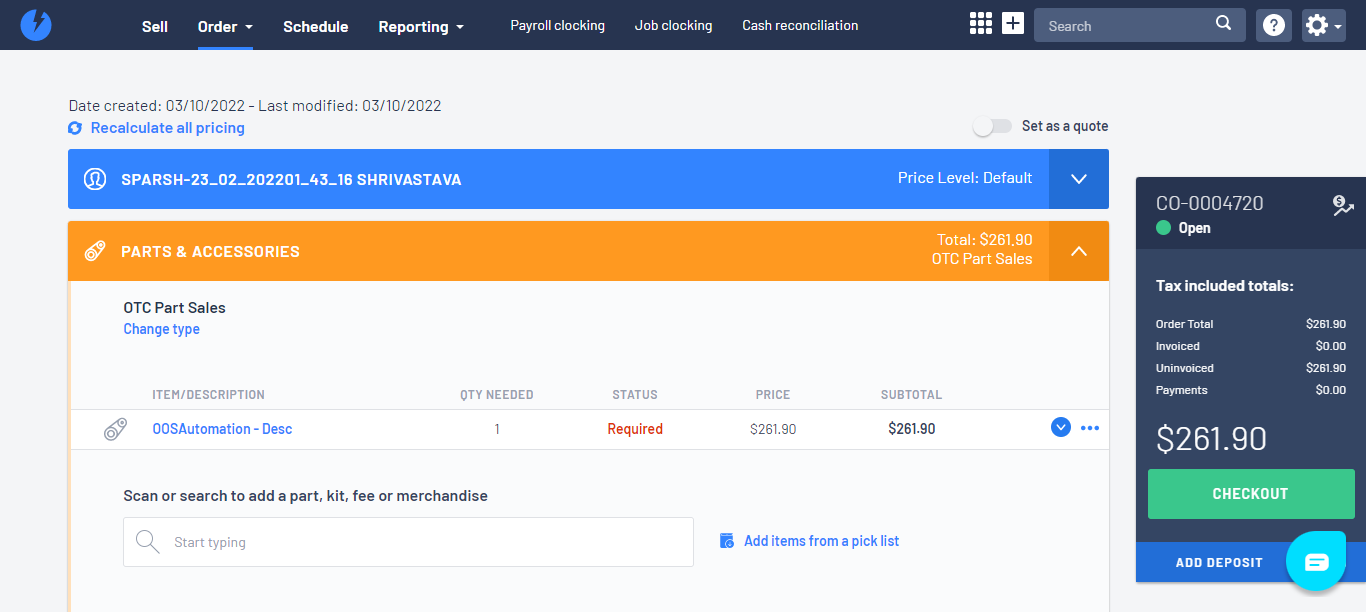 Sell Order Schedule Reporting Payroll clocking Job clocking Cash reconciliation Search
Date created: 03/10/2022 - Last modified: 03/10/2022
Recalculate all pricing
Set as a quote
SPARSH-23_02_202201_43_16 SHRIVASTAVA
Price Level: Default
PARTS & ACCESSORIES
Total: $261.90
OTC Part Sales
OTC Part Sales
Change type
ITEM/DESCRIPTION QTY NEEDED STATUS PRICE SUBTOTAL
OOSAutomation - Desc 1 Required $261.90 $261.90
Scan or search to add a part, kit, fee or merchandise
Start typing
Add items from a pick list
CO-0004720
Open
Tax included totals:
Order Total $261.90
Invoiced $0.00
Uninvoiced $261.90
Payments $0.00
$261.90
CHECKOUT
ADD DEPOSIT